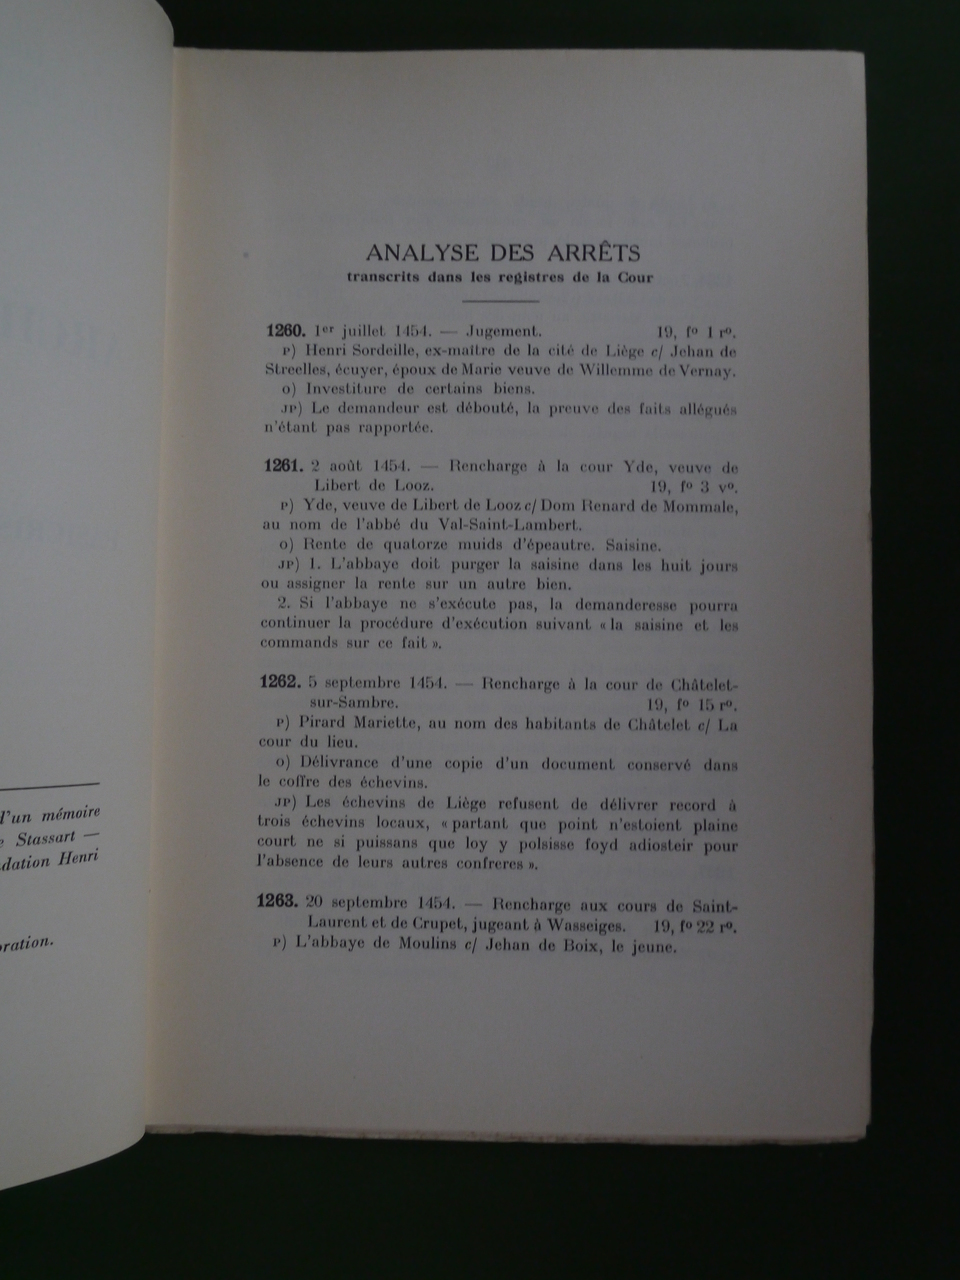 l'un mémoire
Stassart —
dation Henri
oration.
ANALYSE DES ARRÊTS
transcrits dans les registres de la Cour
1260. 1er juillet 1454. — Jugement. 19, fo 1 ro.
P) Henri Sordeille, ex-maître de la cité de Liège c/ Jehan de
Streelles, écuyer, époux de Marie veuve de Willemme de Vernay.
O) Investiture de certains biens.
JP) Le demandeur est débouté, la preuve des faits allégués
n'étant pas rapportée.
1261. 2 août 1454. — Rencharge à la cour Yde, veuve de
Libert de Looz. 19, fo 3 vo.
P) Yde, veuve de Libert de Looz c/ Dom Renard de Mommale,
au nom de l'abbé du Val-Saint-Lambert.
O) Rente de quatorze muids d'épeautre. Saisine.
JP) 1. L'abbaye doit purger la saisine dans les huit jours
ou assigner la rente sur un autre bien.
2. Si l'abbaye ne s'exécute pas, la demanderesse pourra
continuer la procédure d'exécution suivant « la saisine et les
commands sur ce fait ».
1262. 5 septembre 1454. — Rencharge à la cour de Châtelet-
sur-Sambre. 19, fo 15 ro.
P) Pirard Mariette, au nom des habitants de Châtelet c/ La
cour du lieu.
O) Délivrance d'une copie d'un document conservé dans
le coffre des échevins.
JP) Les échevins de Liège refusent de délivrer record à
trois échevins locaux, « partant que point n'estoient plaine
court ne si puissans que loy y polsisse foyd adiosteir pour
l'absence de leurs autres confreres ».
1263. 20 septembre 1454. — Rencharge aux cours de Saint-
Laurent et de Crupet, jugeant à Wasseiges. 19, fo 22 ro.
P) L'abbaye de Moulins c/ Jehan de Boix, le jeune.